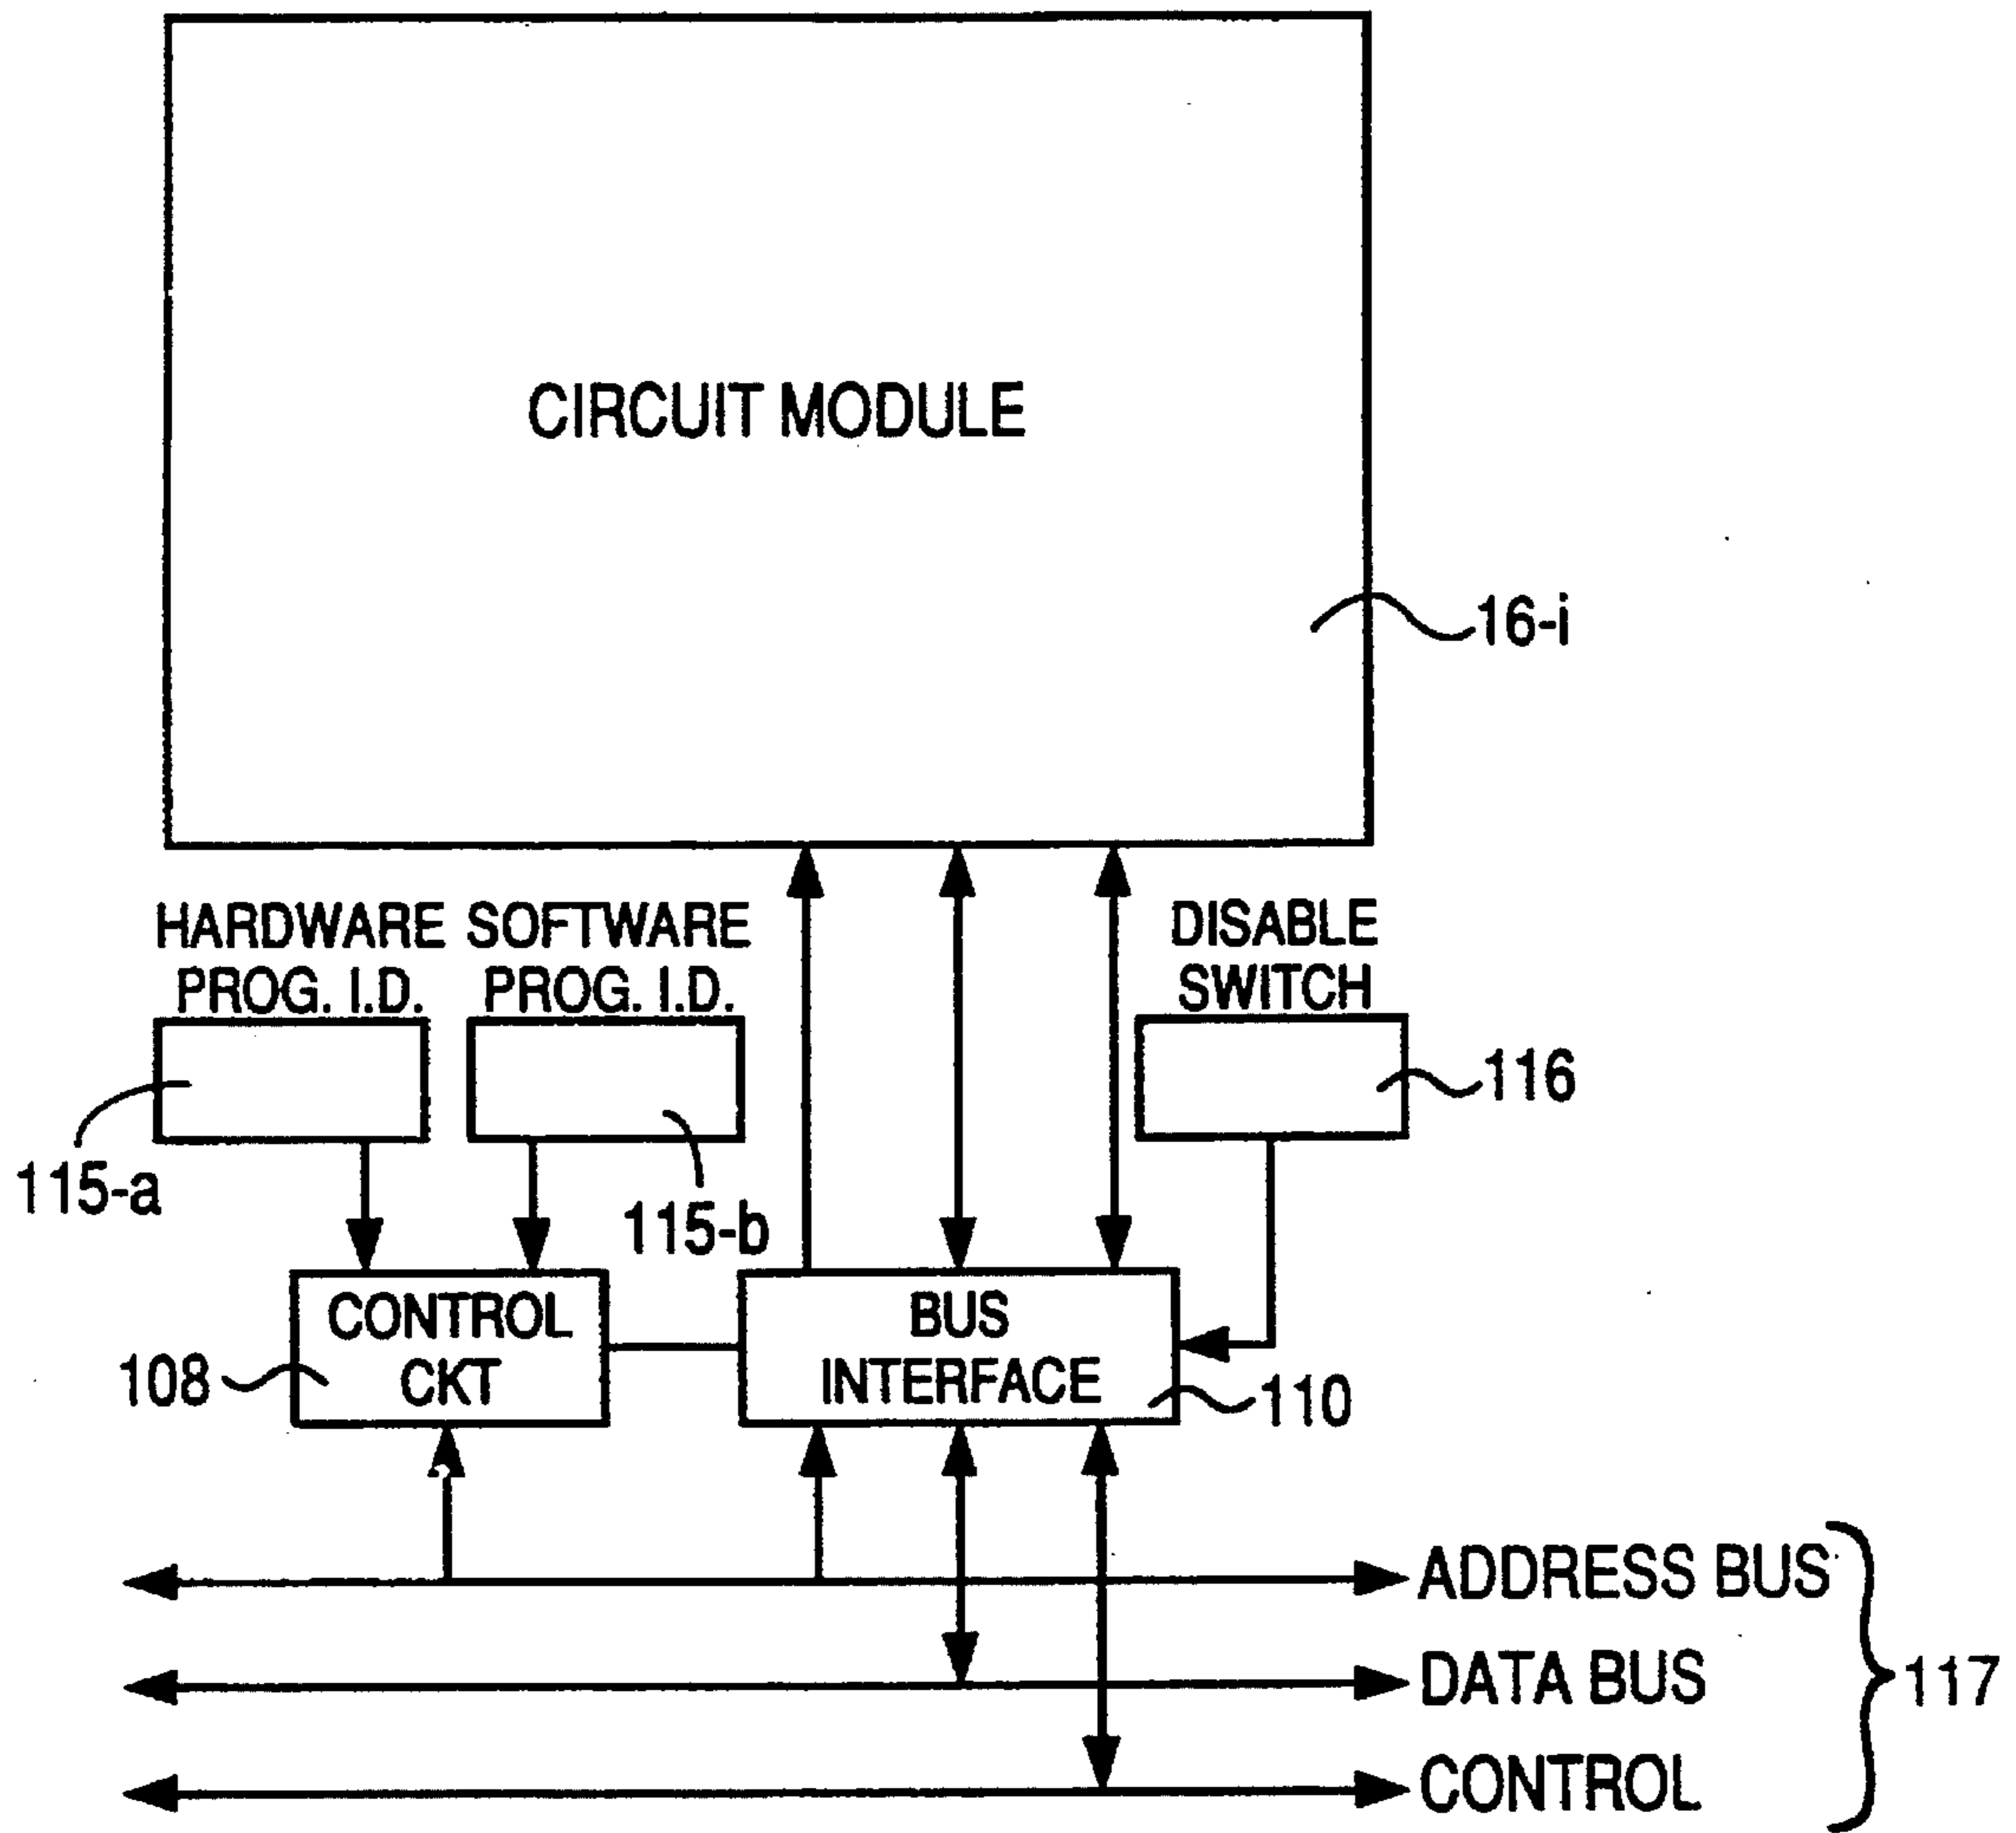 CIRCUIT MODULE
16-i
HARDWARE
PROG. I.D.
SOFTWARE
PROG. I.D.
DISABLE
SWITCH
115-a
115-b
116
CONTROL
CKT
108
BUS
INTERFACE
110
ADDRESS BUS
DATA BUS
CONTROL
117